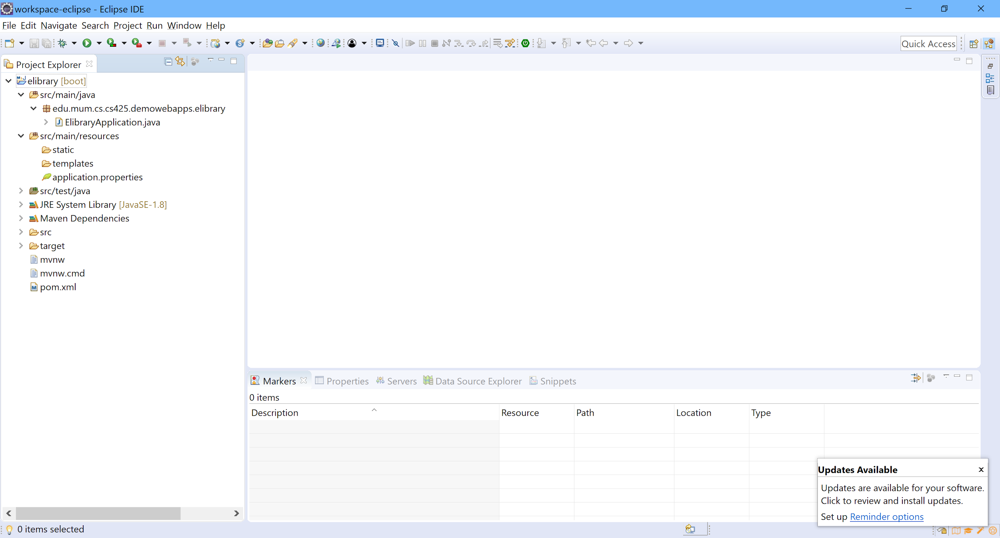 workspace-eclipse - Eclipse IDE
File Edit Navigate Search Project Run Window Help
Quick Access
Project Explorer
elibrary [boot]
src/main/java
edu.mum.cs.cs425.demowebapps.elibrary
ElibraryApplication.java
src/main/resources
static
templates
application.properties
src/test/java
JRE System Library [JavaSE-1.8]
Maven Dependencies
src
target
mvnw
mvnw.cmd
pom.xml
Markers Properties Servers Data Source Explorer Snippets
0 items
Description Resource Path Location Type
Updates Available
Updates are available for your software.
Click to review and install updates.
Set up Reminder options
0 items selected